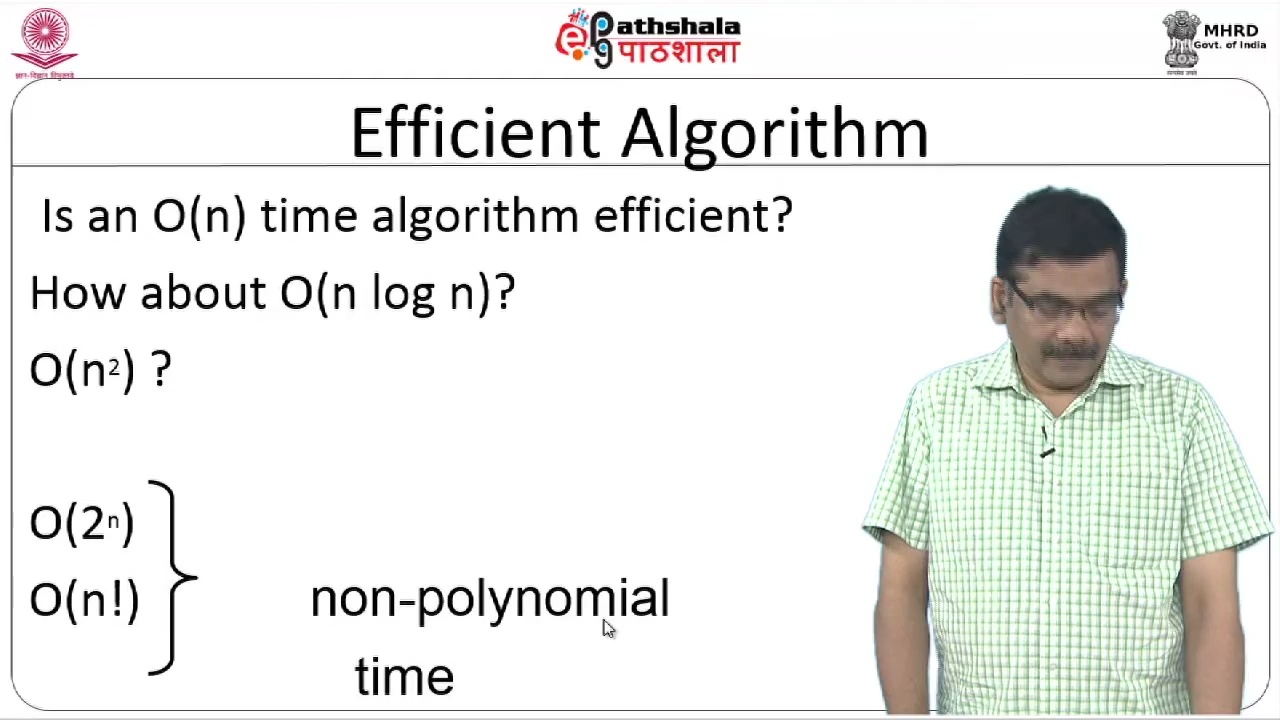 ePathshala
पाठशाला
MHRD
Govt. of India
Efficient Algorithm
Is an O(n) time algorithm efficient?
How about O(n log n)?
O(n²) ?
O(2ⁿ)
O(n!)
non-polynomial
time